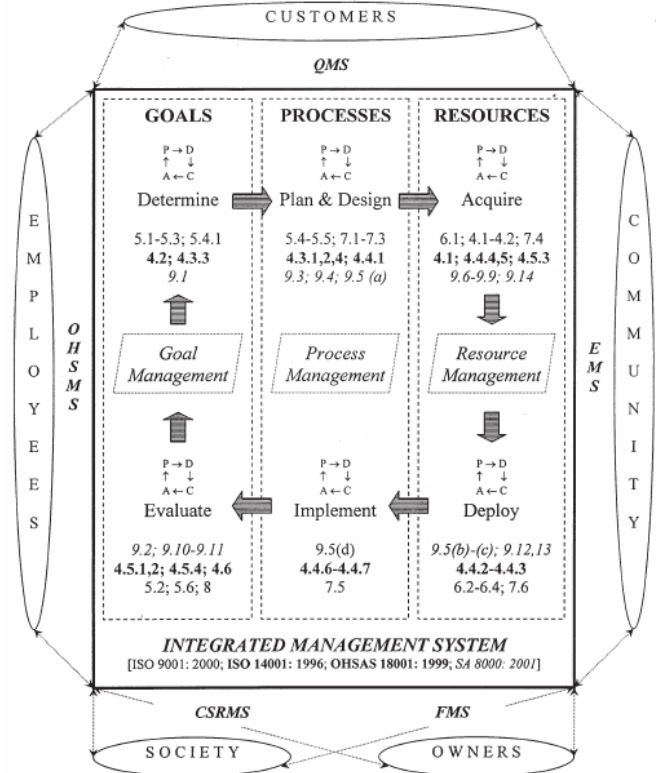 CUSTOMERS
QMS
GOALS PROCESSES RESOURCES
P → D P → D P → D
↑ ↓ ↑ ↓ ↑ ↓
A ← C A ← C A ← C
Determine Plan & Design Acquire
5.1-5.3; 5.4.1 5.4-5.5; 7.1-7.3 6.1; 4.1-4.2; 7.4
4.2; 4.3.3 4.3.1,2,4; 4.4.1 4.1; 4.4.4,5; 4.5.3
9.1 9.3; 9.4; 9.5 (a) 9.6-9.9; 9.14
EMPLOYEES
OHSMS
Goal Process Resource
Management Management Management
EMS
COMMUNITY
P → D P → D P → D
↑ ↓ ↑ ↓ ↑ ↓
A ← C A ← C A ← C
Evaluate Implement Deploy
9.2; 9.10-9.11 9.5(d) 9.5(b)-(c); 9.12,13
4.5.1,2; 4.5.4; 4.6 4.4.6-4.4.7 4.4.2-4.4.3
5.2; 5.6; 8 7.5 6.2-6.4; 7.6
INTEGRATED MANAGEMENT SYSTEM
[ISO 9001: 2000; ISO 14001: 1996; OHSAS 18001: 1999; SA 8000: 2001]
CSRMS FMS
SOCIETY OWNERS